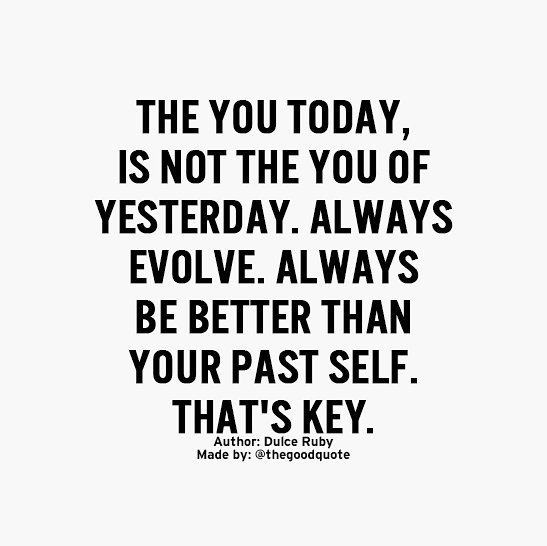 THE YOU TODAY,
IS NOT THE YOU OF
YESTERDAY. ALWAYS
EVOLVE. ALWAYS
BE BETTER THAN
YOUR PAST SELF.
THAT'S KEY.
Author: Dulce Ruby
Made by: @thegoodquote